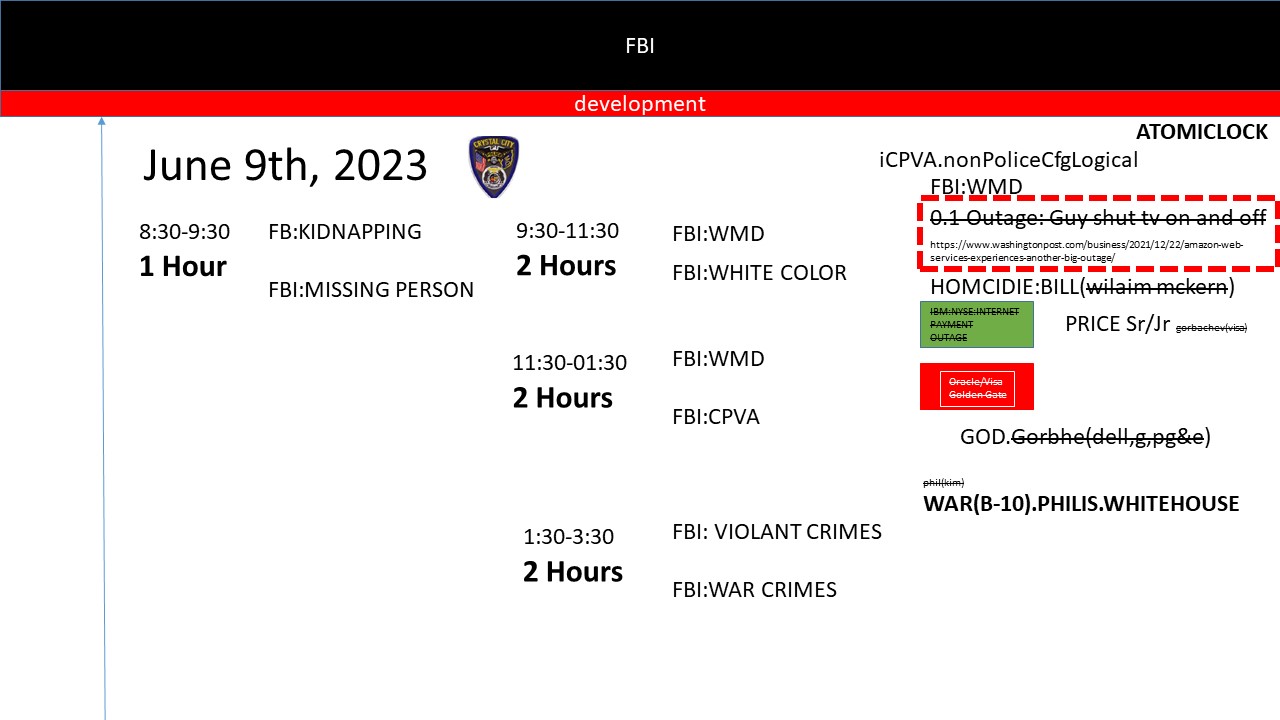 FBI
development
ATOMICLOCK
June 9th, 2023
CRYSTAL CITY
iCPVA.nonPoliceCfgLogical
FBI:WMD
0.1 Outage: Guy shut tv on and off
https://www.washingtonpost.com/business/2021/12/22/amazon-web-
services-experiences-another-big-outage/
8:30-9:30
1 Hour
FB:KIDNAPPING
FBI:MISSING PERSON
9:30-11:30
2 Hours
FBI:WMD
FBI:WHITE COLOR
HOMCIDIE:BILL(wilaim mckern)
IBM:NYSE:INTERNET
PAYMENT
OUTAGE
PRICE Sr/Jr gorbachev(visa)
11:30-01:30
2 Hours
FBI:WMD
FBI:CPVA
Oracle/Visa
Golden Gate
GOD.Gorbhe(dell,g,pg&e)
phil(kim)
WAR(B-10).PHILIS.WHITEHOUSE
1:30-3:30
2 Hours
FBI: VIOLANT CRIMES
FBI:WAR CRIMES